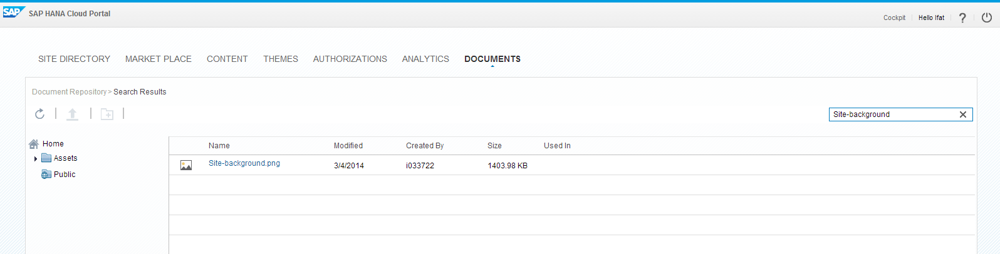 SAP SAP HANA Cloud Portal
Cockpit Hello Ifat ?
SITE DIRECTORY MARKET PLACE CONTENT THEMES AUTHORIZATIONS ANALYTICS DOCUMENTS
Document Repository > Search Results
Site-background
Home
Assets
Public
Name Modified Created By Size Used In
Site-background.png 3/4/2014 i033722 1403.98 KB